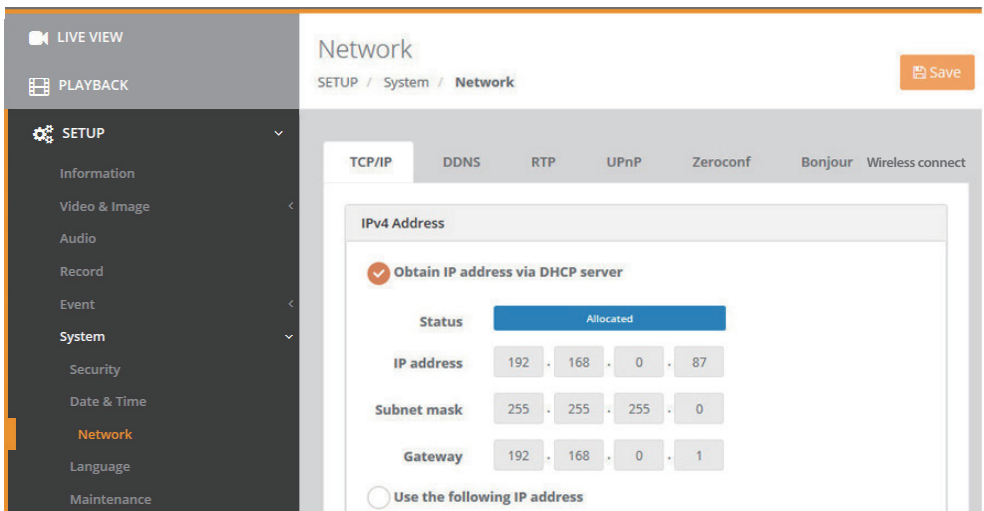 LIVE VIEW
PLAYBACK
SETUP
Information
Video & Image
Audio
Record
Event
System
Security
Date & Time
Network
Language
Maintenance
Network
SETUP / System / Network
Save
TCP/IP DDNS RTP UPnP Zeroconf Bonjour Wireless connect
IPv4 Address
Obtain IP address via DHCP server
Status Allocated
IP address 192 . 168 . 0 . 87
Subnet mask 255 . 255 . 255 . 0
Gateway 192 . 168 . 0 . 1
Use the following IP address